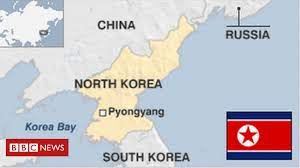 CHINA
RUSSIA
NORTH KOREA
Pyongyang
Korea Bay
BBC NEWS
SOUTH KOREA